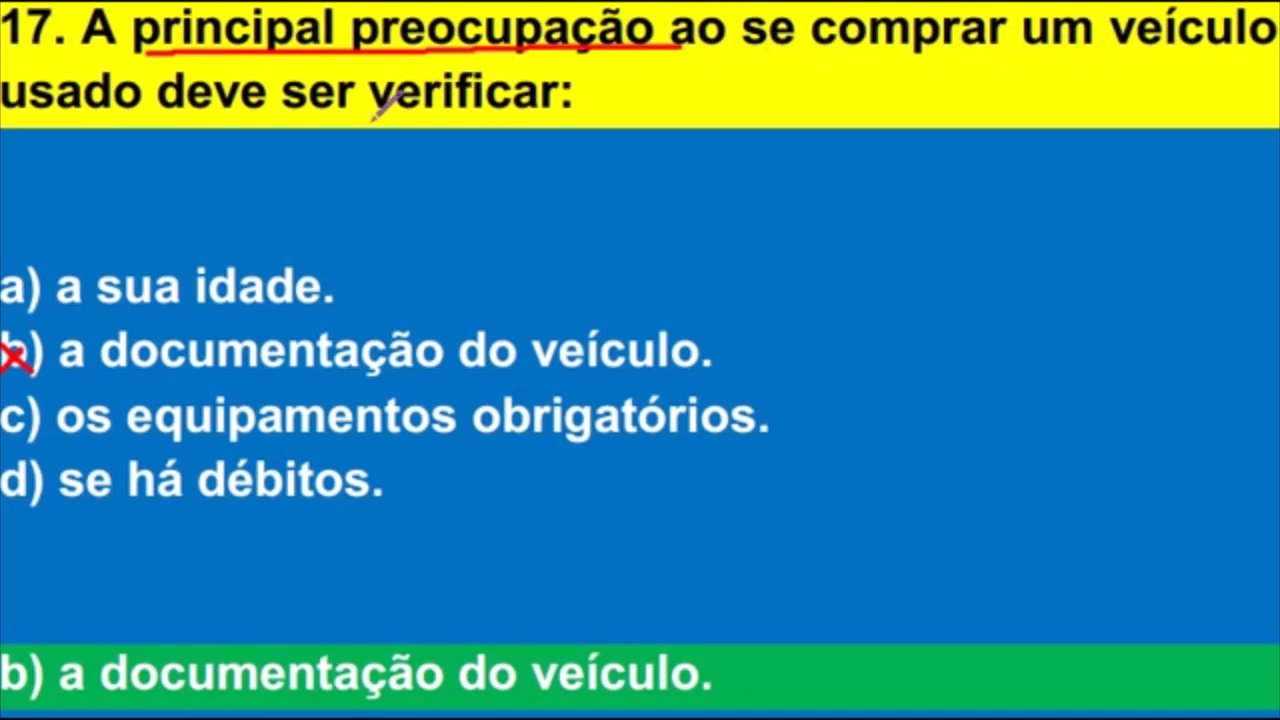 17. A principal preocupação ao se comprar um veículo
usado deve ser verificar:
a) a sua idade.
b) a documentação do veículo.
c) os equipamentos obrigatórios.
d) se há débitos.
b) a documentação do veículo.